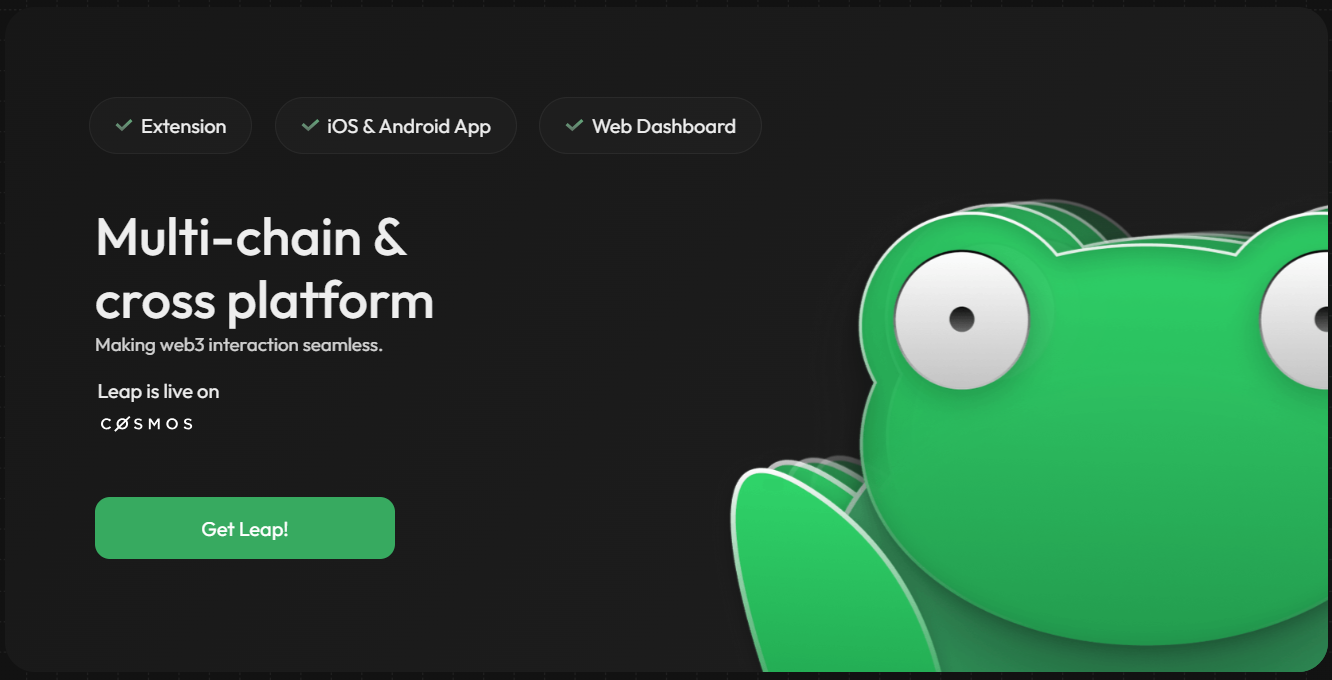 Extension
iOS & Android App
Web Dashboard
Multi-chain &
cross platform
Making web3 interaction seamless.
Leap is live on
CØSMOS
Get Leap!